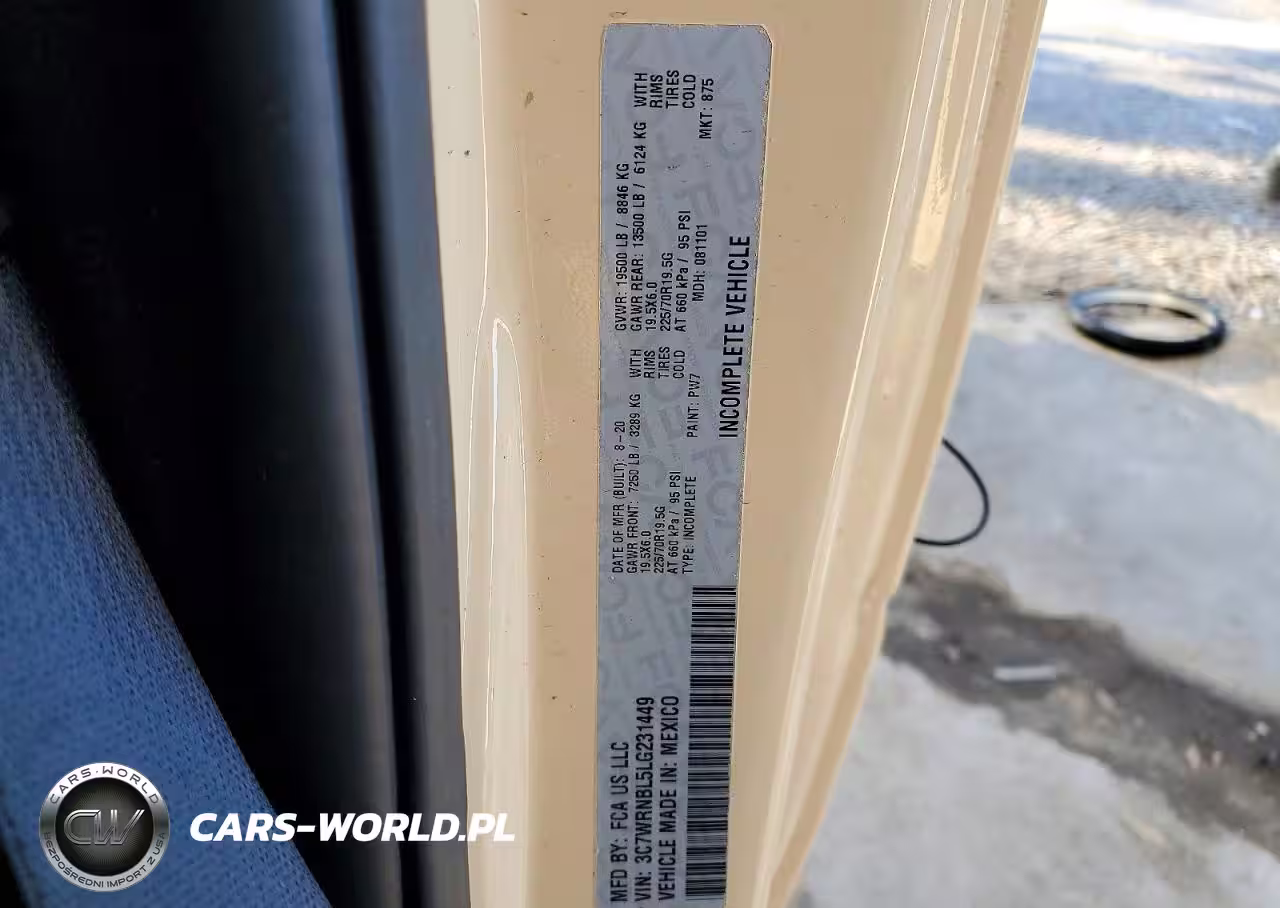 MFD BY: FCA US LLC
VIN: 3C7WRNBL5LG231449
VEHICLE MADE IN: MEXICO
DATE OF MFR (BUILT): 8-20
GAWR FRONT: 7250 LB / 3289 KG WITH
19.5X6.0 RIMS
225/70R19.5G TIRES
AT 660 kPa / 95 PSI COLD
TYPE: INCOMPLETE PAINT: PW7
GVWR: 19500 LB / 8846 KG
GAWR REAR: 13500 LB / 6124 KG WITH
19.5X6.0 RIMS
225/70R19.5G TIRES
AT 660 kPa / 95 PSI COLD
MDH: 081101 MKT: 875
INCOMPLETE VEHICLE
CARS-WORLD
CW
BEZPOŚREDNI IMPORT Z USA
CARS-WORLD.PL